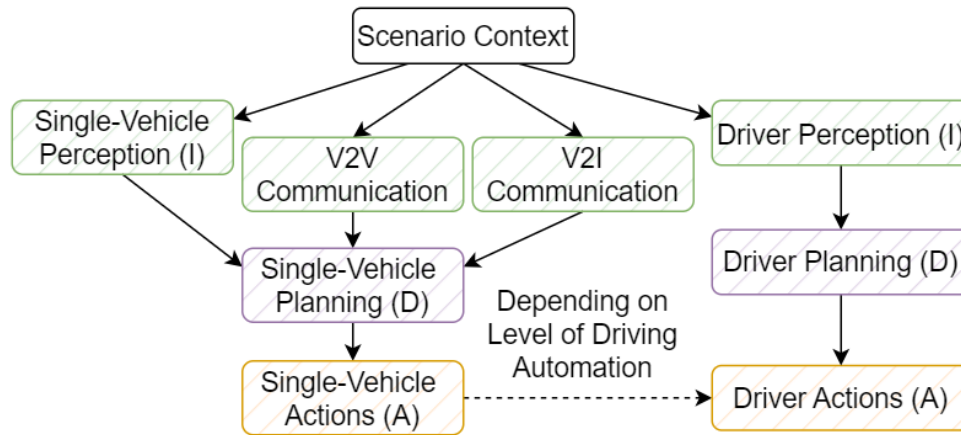 Scenario Context
Single-Vehicle
Perception (I)
V2V
Communication
V2I
Communication
Driver Perception (I)
Single-Vehicle
Planning (D)
Driver Planning (D)
Depending on
Level of Driving
Automation
Single-Vehicle
Actions (A)
Driver Actions (A)